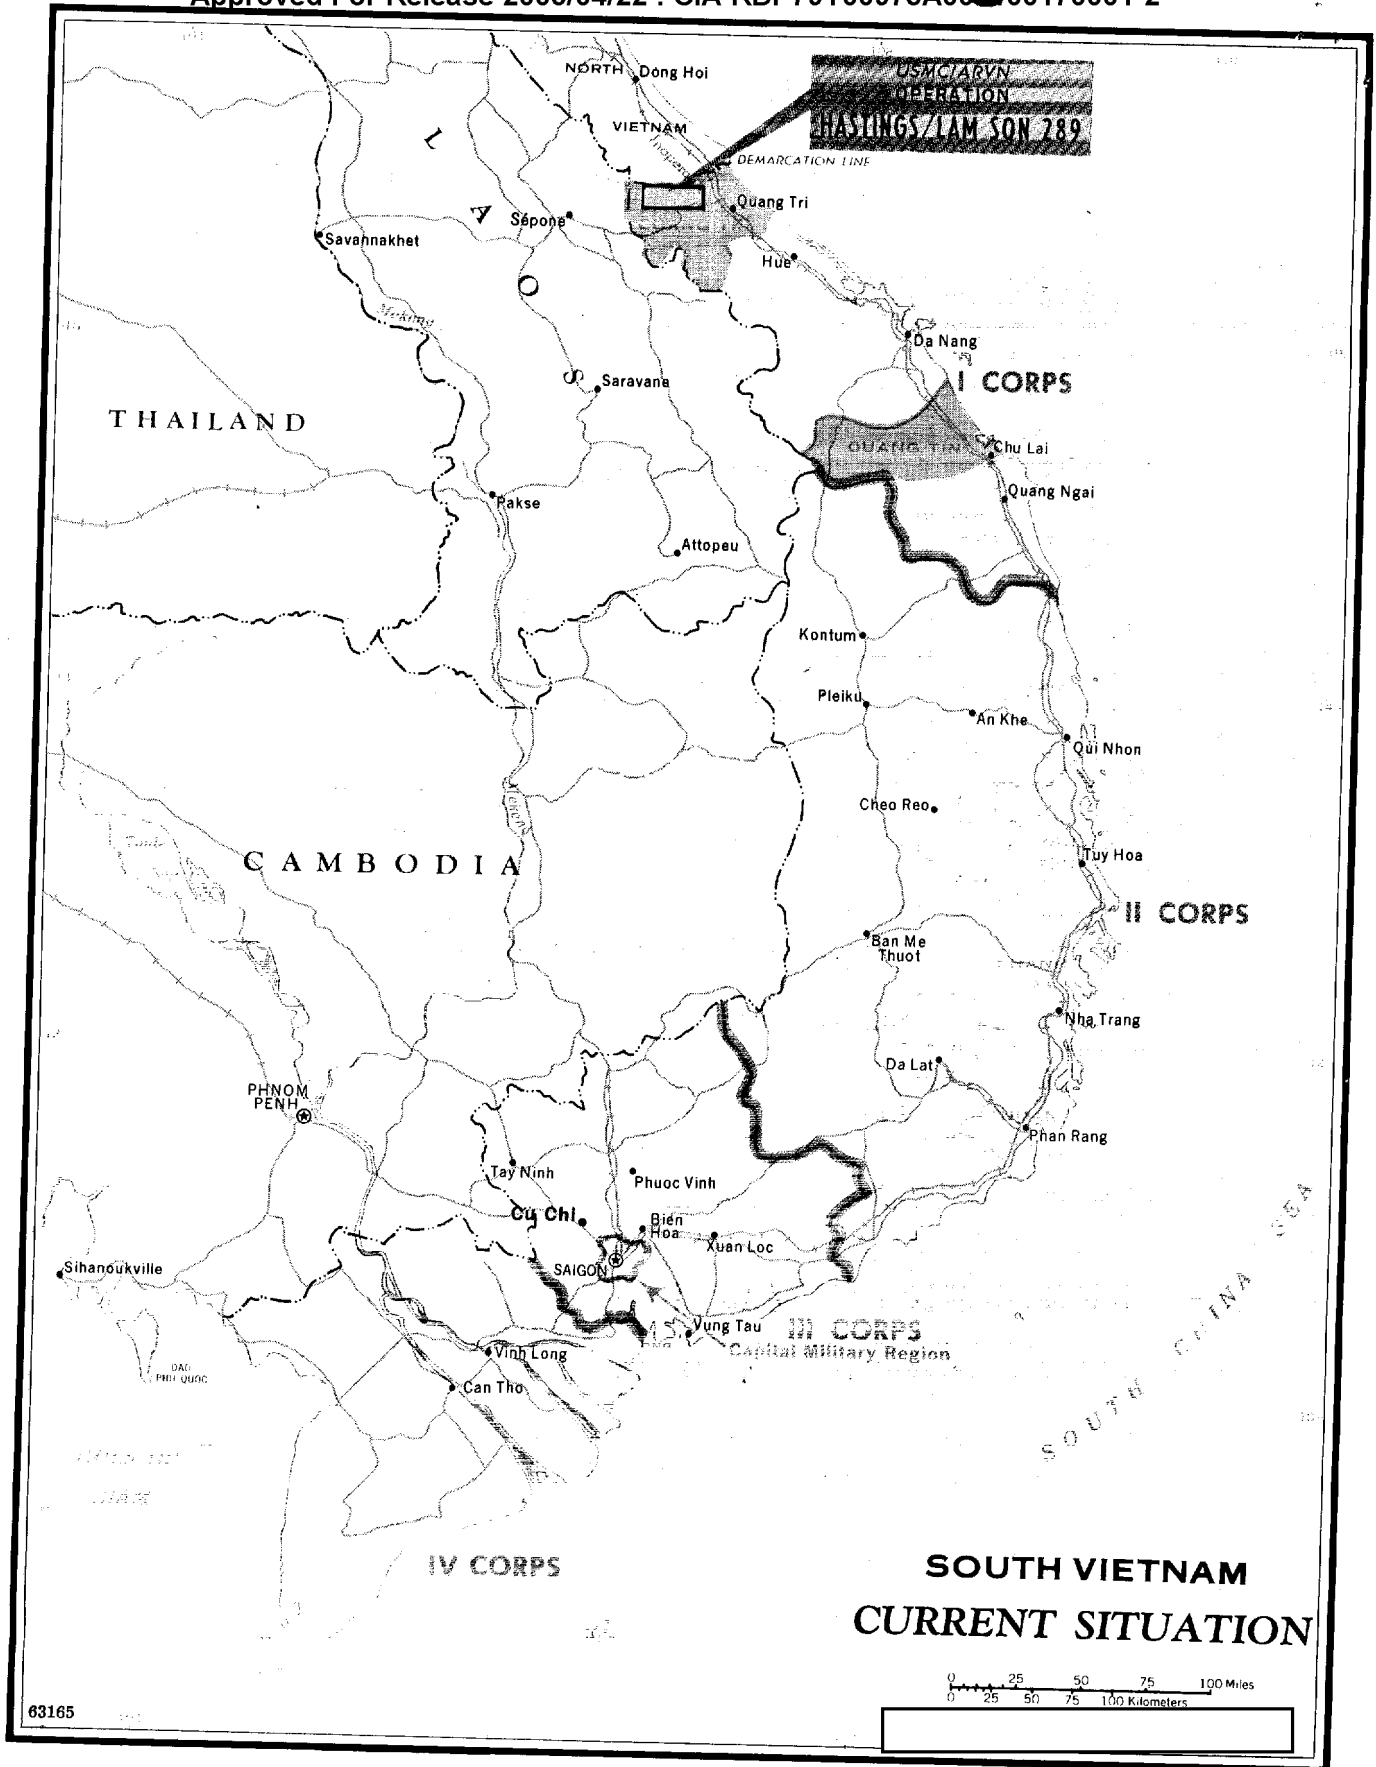 NORTH
Dong Hoi
VIETNAM
USMC/ARVN
OPERATION
HASTINGS/LAM SON 289
DEMARCATION LINE
LAOS
Quang Tri
Sépone
Savannakhet
Hue
Mekong
Da Nang
Saravane
I CORPS
THAILAND
QUANG TIN
Chu Lai
Pakse
Quang Ngai
Attopeu
Kontum
Pleiku
An Khe
Qui Nhon
Cheo Reo
CAMBODIA
Tuy Hoa
II CORPS
Ban Me
Thuot
Nha Trang
Da Lat
PHNOM
PENH
Phan Rang
Tay Ninh
Phuoc Vinh
Cu Chi
Bien
Hoa
Xuan Loc
SAIGON
Sihanoukville
Vung Tau
III CORPS
Capital Military Region
Vinh Long
DAO
PHU QUOC
Can Tho
SOUTH CHINA SEA
IV CORPS
SOUTH VIETNAM
CURRENT SITUATION
0 25 50 75 100 Miles
0 25 50 75 100 Kilometers
63165